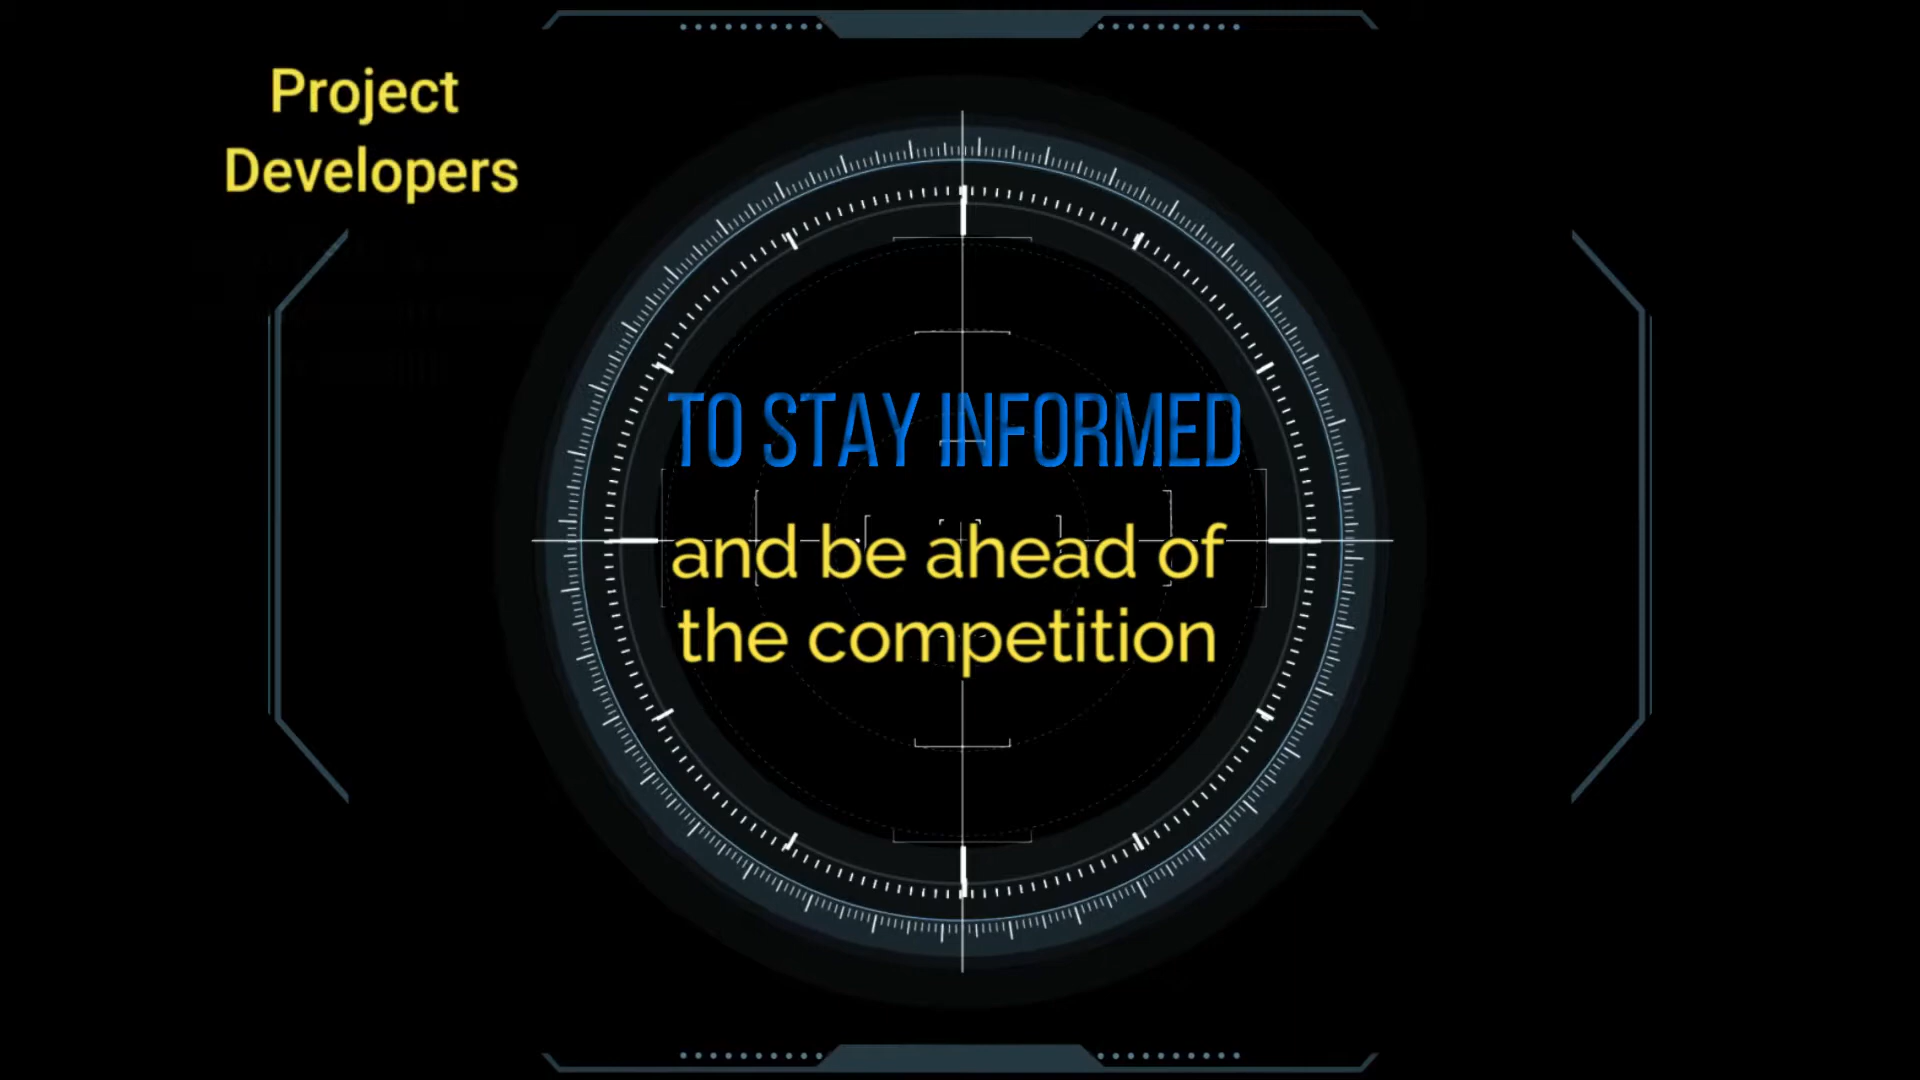 Project
Developers
TO STAY INFORMED
and be ahead of
the competition